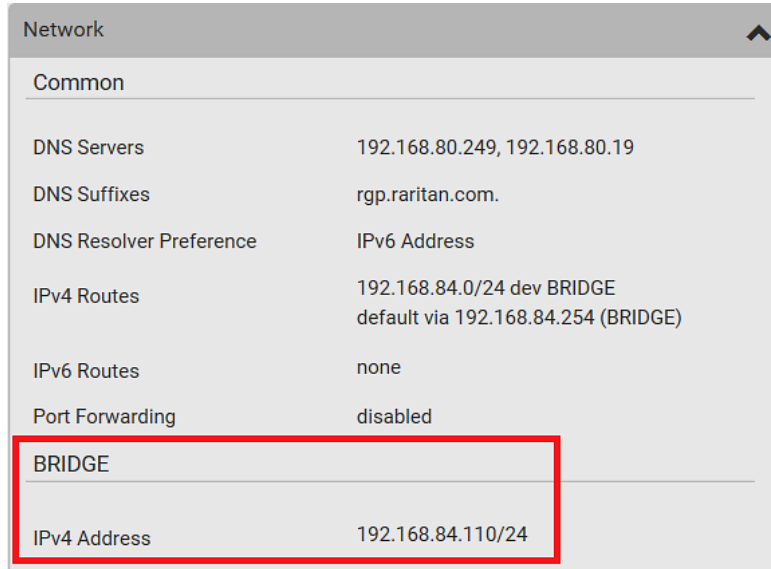 Network
Common
DNS Servers 192.168.80.249, 192.168.80.19
DNS Suffixes rgp.raritan.com.
DNS Resolver Preference IPv6 Address
IPv4 Routes 192.168.84.0/24 dev BRIDGE
default via 192.168.84.254 (BRIDGE)
IPv6 Routes none
Port Forwarding disabled
BRIDGE
IPv4 Address 192.168.84.110/24